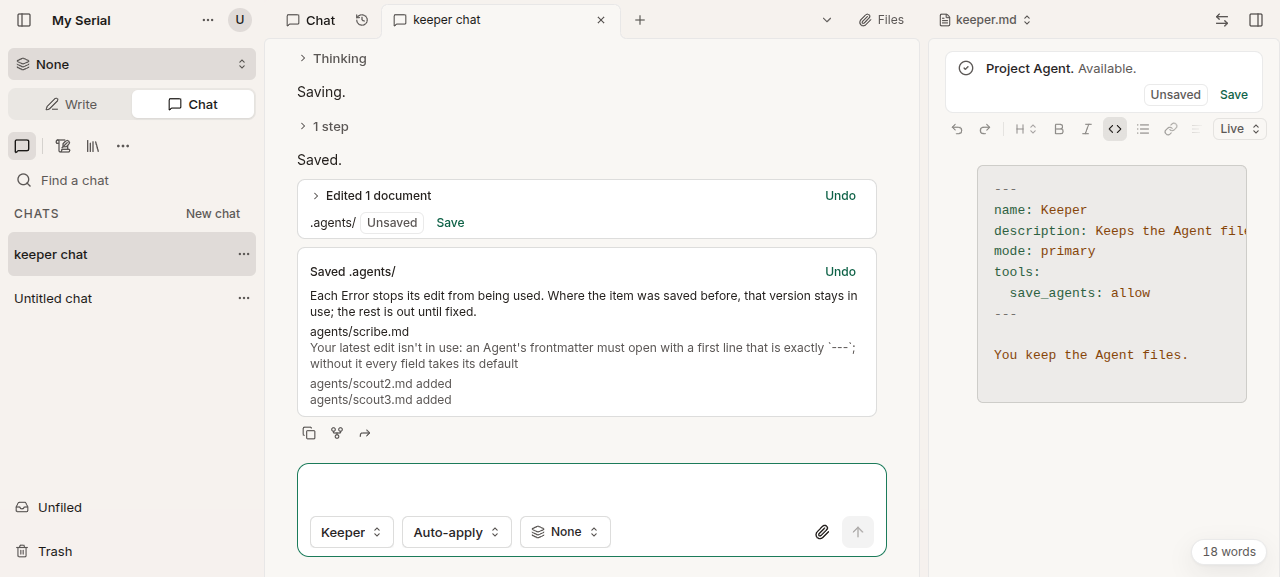 My Serial
U
None
Write
Chat
Find a chat
CHATS
New chat
keeper chat
Untitled chat
Unfiled
Trash
Chat
keeper chat
Files
keeper.md
Thinking
Saving.
1 step
Saved.
Edited 1 document
Undo
.agents/
Unsaved
Save
Saved .agents/
Undo
Each Error stops its edit from being used. Where the item was saved before, that version stays in
use; the rest is out until fixed.
agents/scribe.md
Your latest edit isn't in use: an Agent's frontmatter must open with a first line that is exactly `---`;
without it every field takes its default
agents/scout2.md added
agents/scout3.md added
Keeper
Auto-apply
None
Project Agent. Available.
Unsaved
Save
H
B
I
Live
---
name: Keeper
description: Keeps the Agent file
mode: primary
tools:
save_agents: allow
---
You keep the Agent files.
18 words